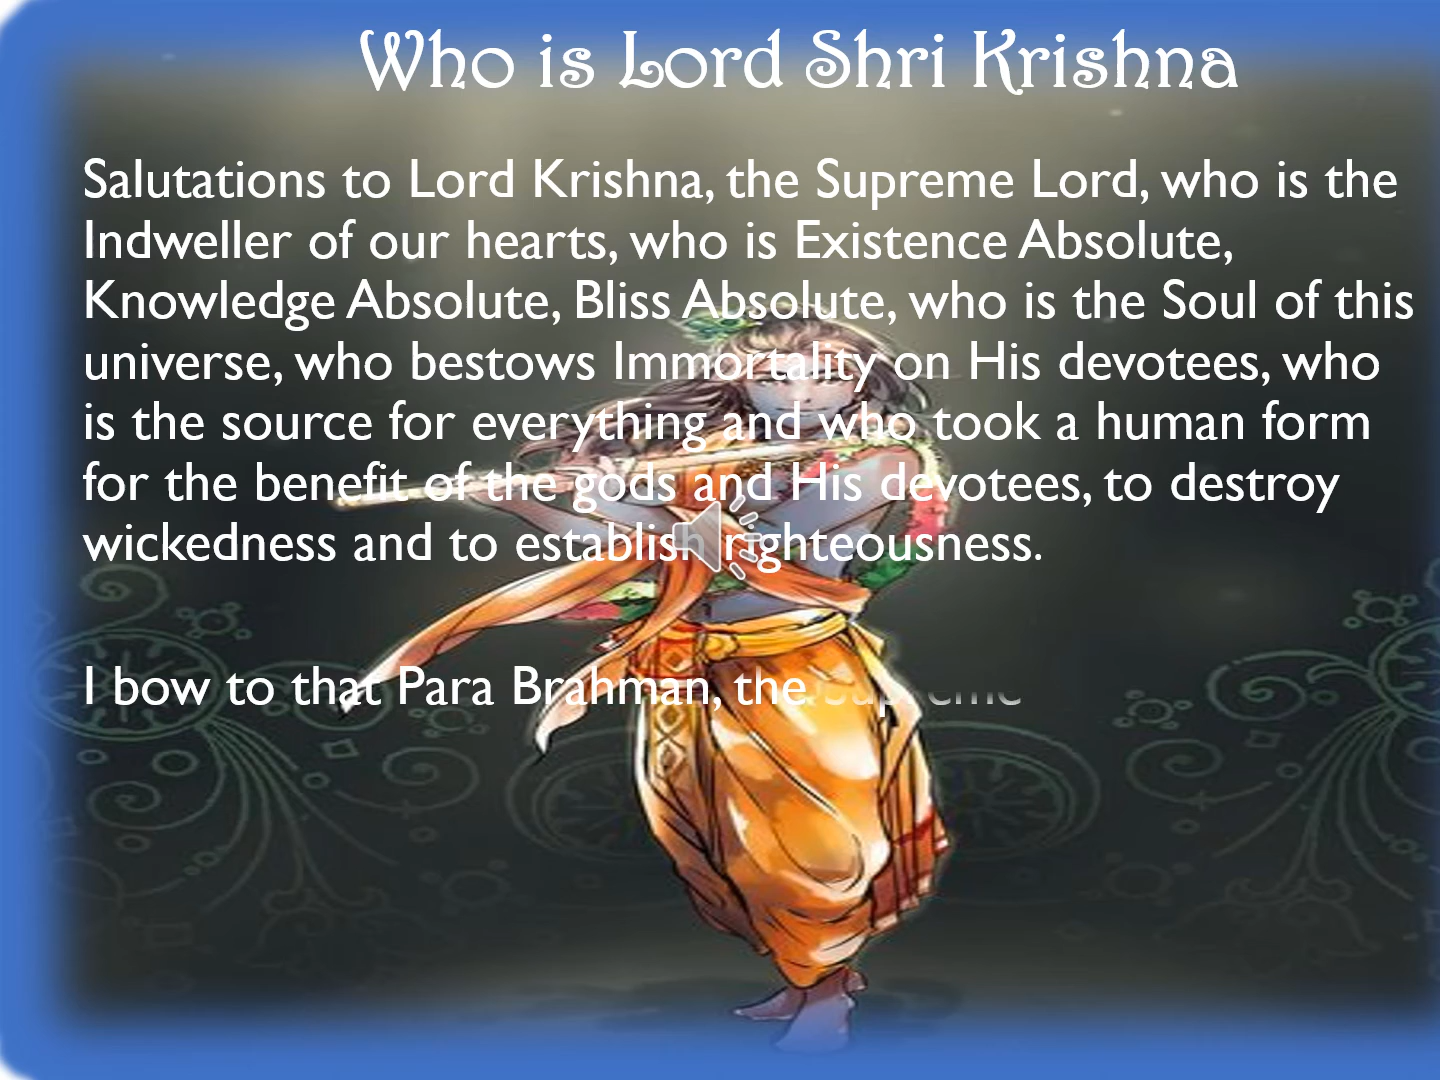 Who is Lord Shri Krishna
Salutations to Lord Krishna, the Supreme Lord, who is the
Indweller of our hearts, who is Existence Absolute,
Knowledge Absolute, Bliss Absolute, who is the Soul of this
universe, who bestows Immortality on His devotees, who
is the source for everything and who took a human form
for the benefit of the gods and His devotees, to destroy
wickedness and to establish righteousness.
I bow to that Para Brahman, the